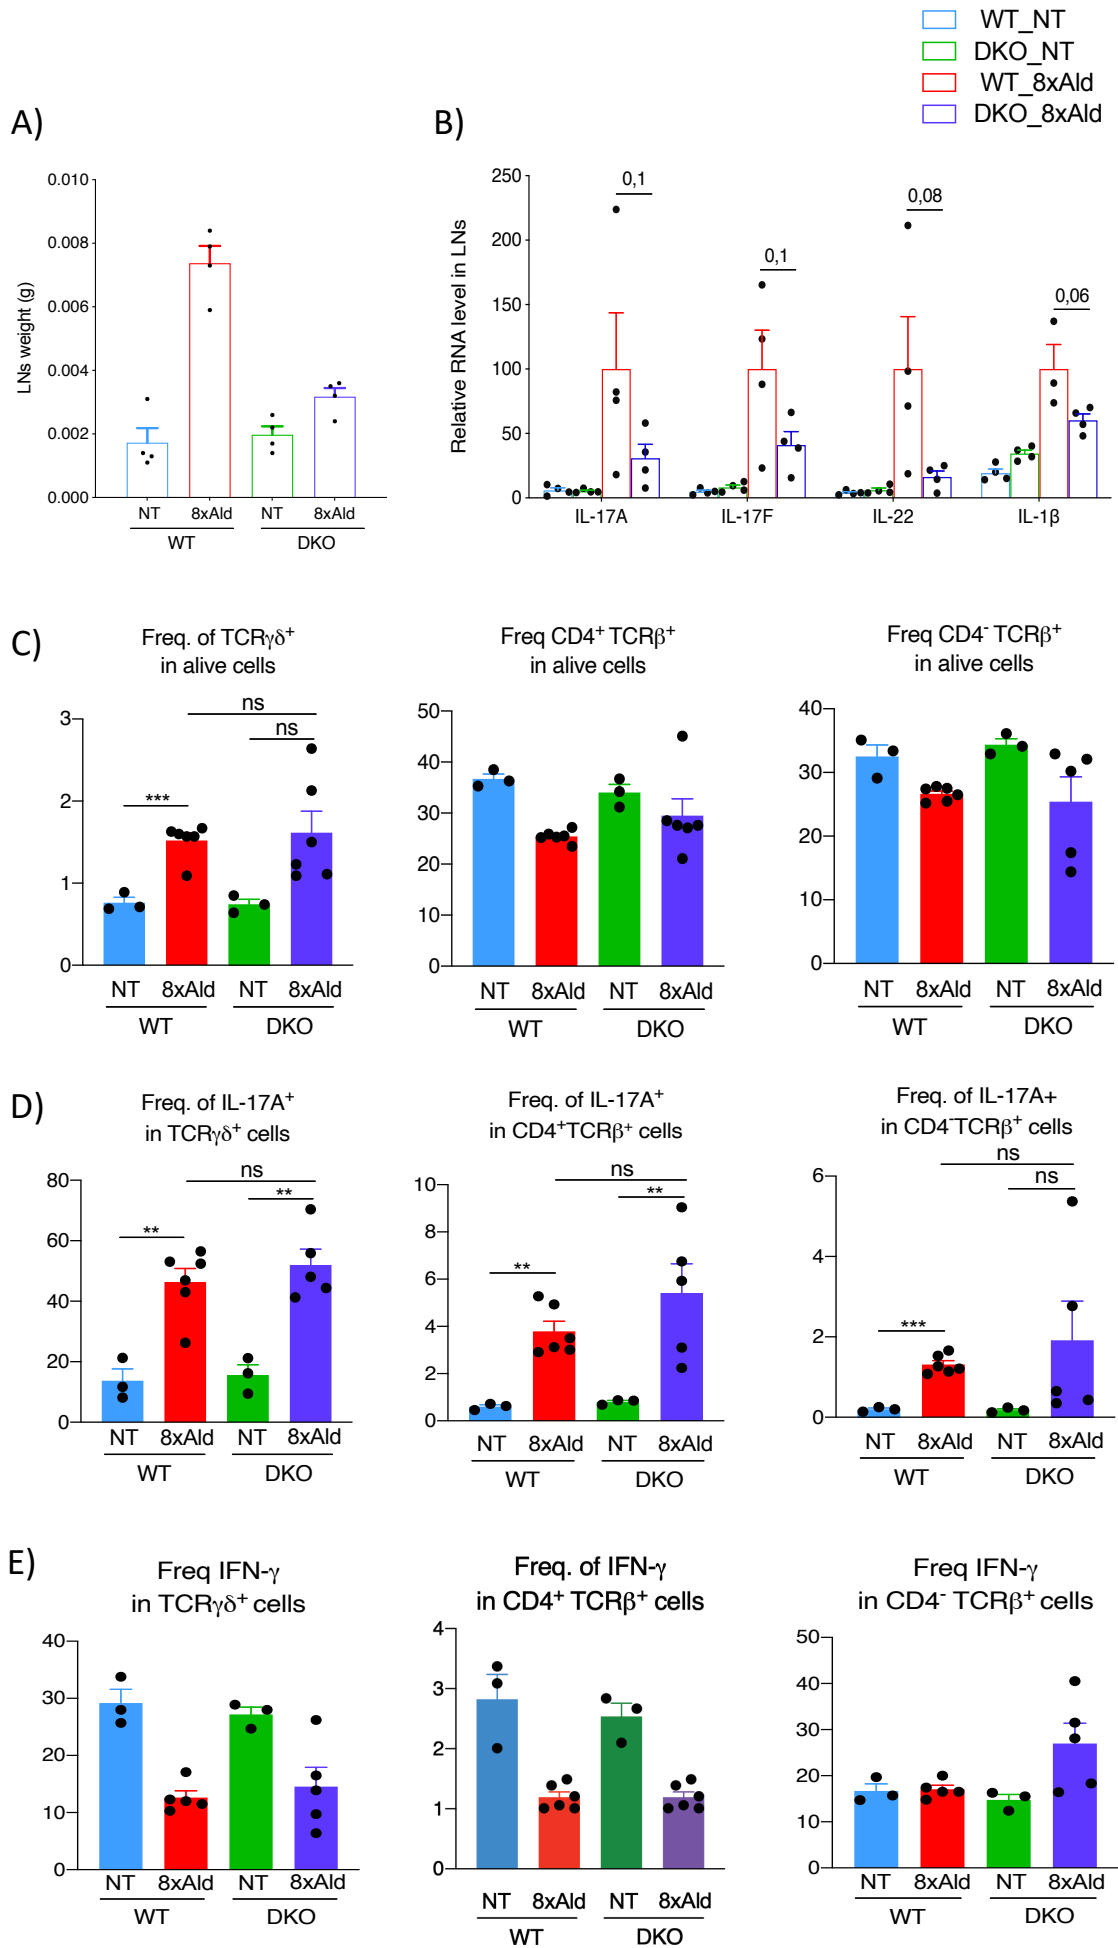 WT_NT
DKO_NT
WT_8xAld
DKO_8xAld
A)
B)
LNs weight (g)
0.010
0.008
0.006
0.004
0.002
0.000
NT 8xAld NT 8xAld
WT DKO
Relative RNA level in LNs
250
200
150
100
50
0
0,1
0,1
0,08
0,06
IL-17A IL-17F IL-22 IL-1β
C)
Freq. of TCRγδ⁺
in alive cells
ns
ns
***
3
2
1
0
NT 8xAld NT 8xAld
WT DKO
Freq CD4⁺ TCRβ⁺
in alive cells
50
40
30
20
10
0
NT 8xAld NT 8xAld
WT DKO
Freq CD4⁻ TCRβ⁺
in alive cells
40
30
20
10
0
NT 8xAld NT 8xAld
WT DKO
D)
Freq. of IL-17A⁺
in TCRγδ⁺ cells
ns
**
**
80
60
40
20
0
NT 8xAld NT 8xAld
WT DKO
Freq. of IL-17A⁺
in CD4⁺TCRβ⁺ cells
ns
**
**
10
8
6
4
2
0
NT 8xAld NT 8xAld
WT DKO
Freq. of IL-17A+
in CD4⁻TCRβ⁺ cells
ns
ns
***
6
4
2
0
NT 8xAld NT 8xAld
WT DKO
E)
Freq IFN-γ
in TCRγδ⁺ cells
40
30
20
10
0
NT 8xAld NT 8xAld
WT DKO
Freq. of IFN-γ
in CD4⁺ TCRβ⁺ cells
4
3
2
1
0
NT 8xAld NT 8xAld
WT DKO
Freq IFN-γ
in CD4⁻ TCRβ⁺ cells
50
40
30
20
10
0
NT 8xAld NT 8xAld
WT DKO